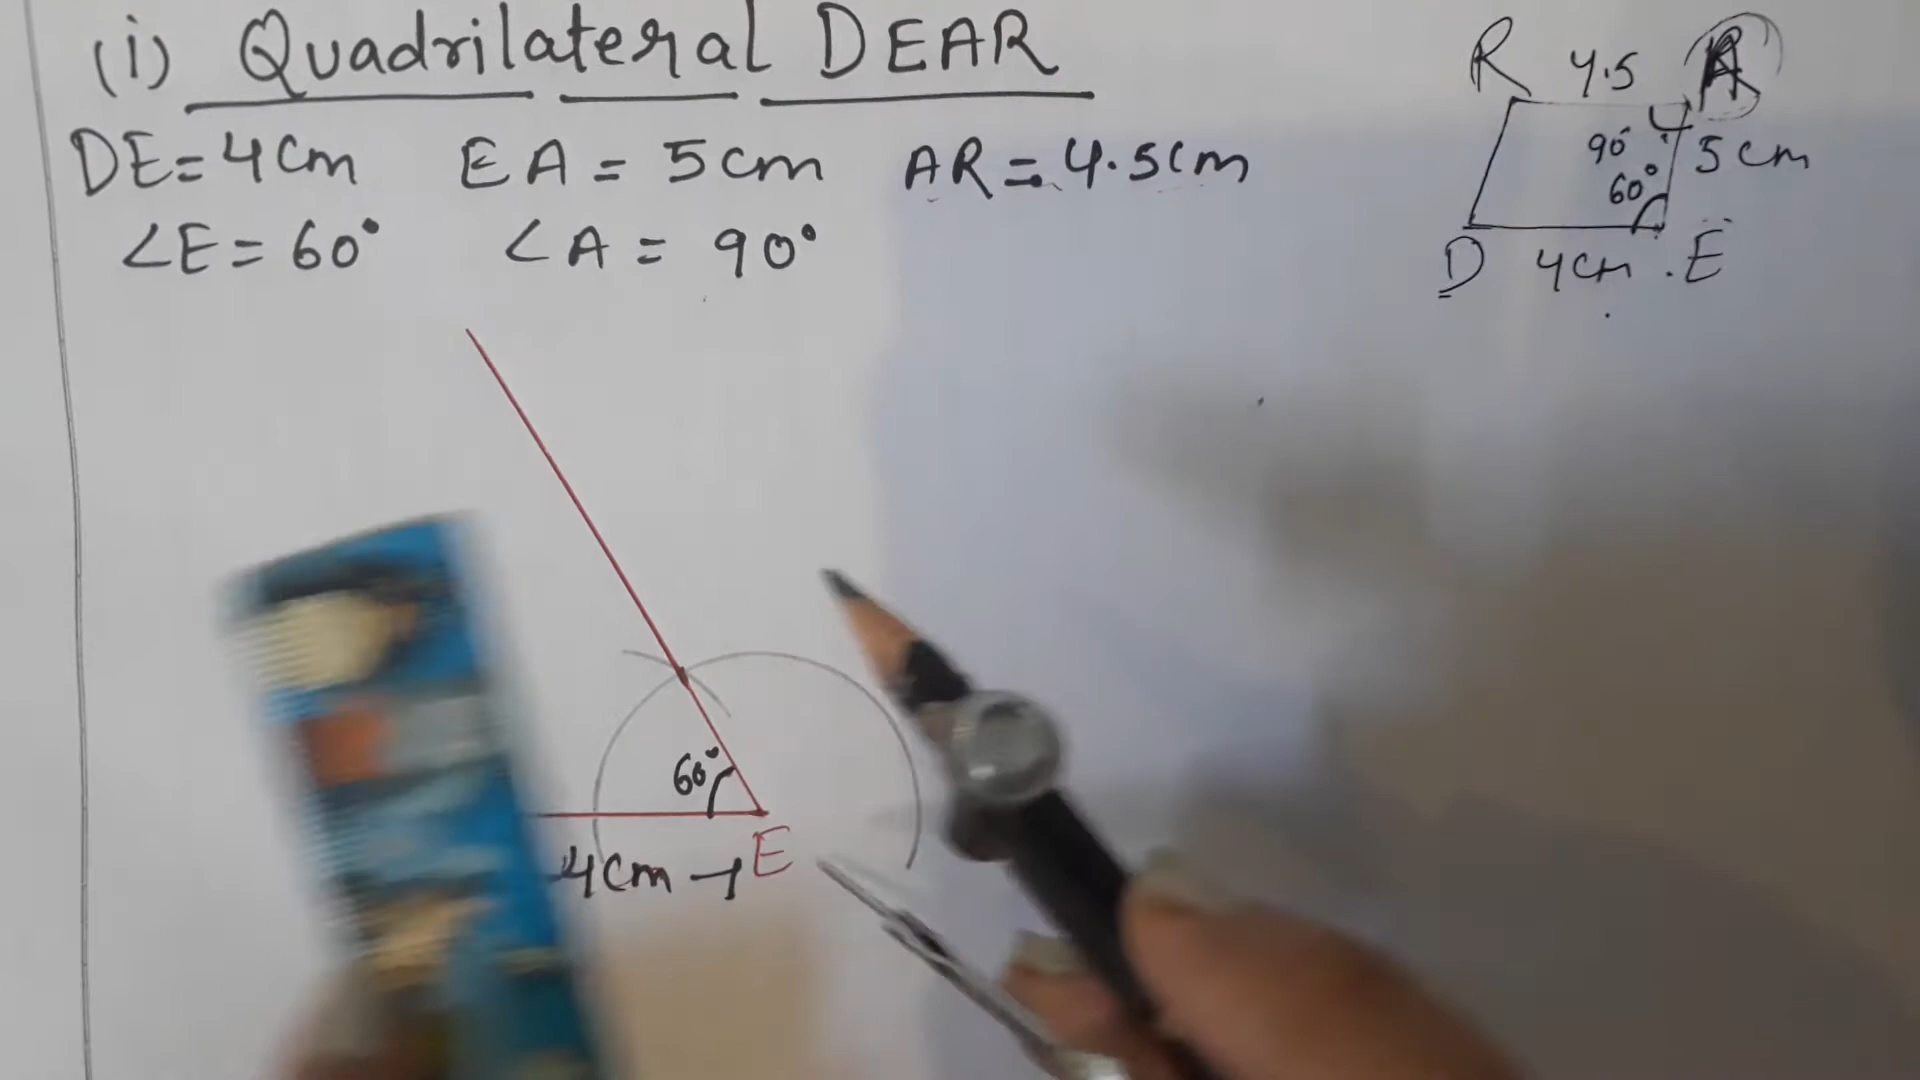 (i) Quadrilateral DEAR
DE = 4cm EA = 5cm AR = 4.5cm
∠E = 60° ∠A = 90°
R 4.5 A
90°
5cm
60°
D 4cm E
60°
4cm E